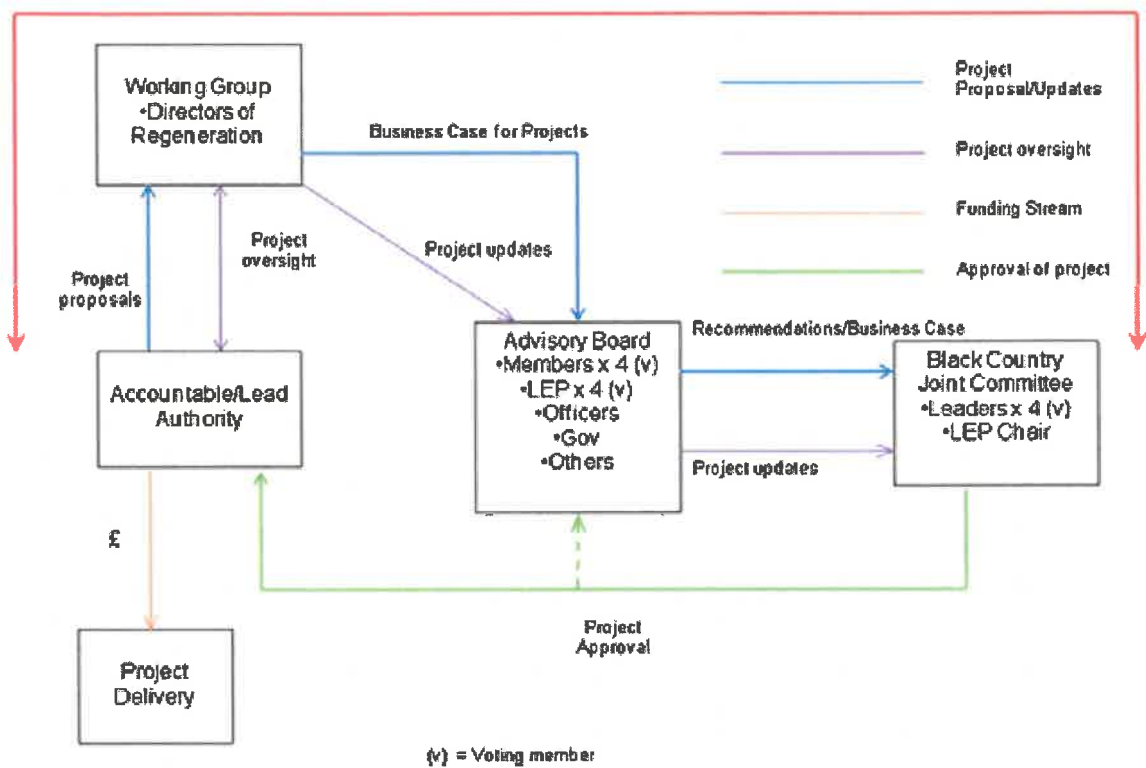 Working Group
•Directors of
Regeneration
Business Case for Projects
Project
Proposal/Updates
Project oversight
Funding Stream
Approval of project
Project
oversight
Project updates
Project
proposals
Accountable/Lead
Authority
Advisory Board
•Members x 4 (v)
•LEP x 4 (v)
•Officers
•Gov
•Others
Recommendations/Business Case
Black Country
Joint Committee
•Leaders x 4 (v)
•LEP Chair
Project updates
£
Project
Approval
Project
Delivery
(v) = Voting member